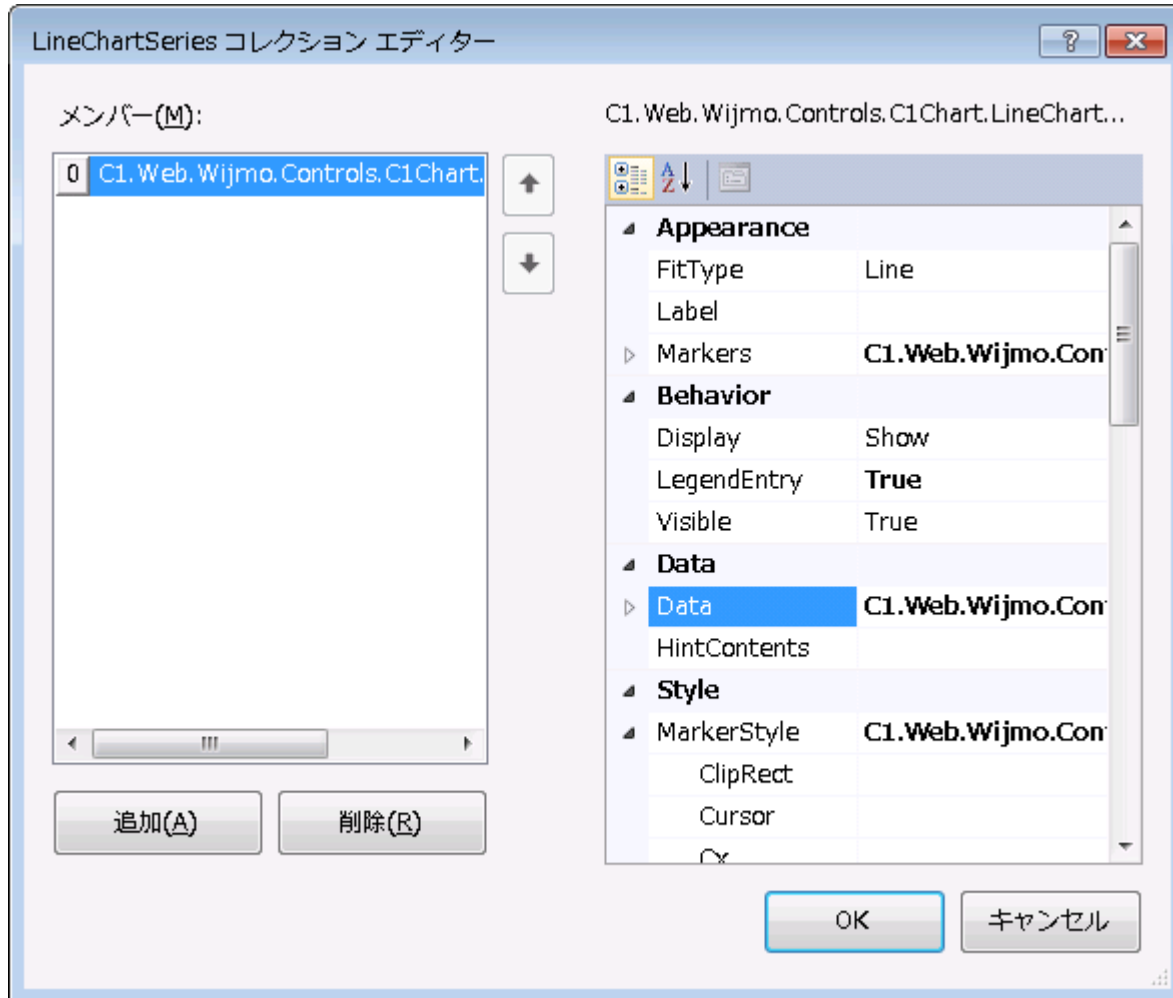 LineChartSeries コレクション エディター
メンバー(M):
0 C1.Web.Wijmo.Controls.C1Chart.
追加(A) 削除(R)
C1.Web.Wijmo.Controls.C1Chart.LineChart...
Appearance
FitType Line
Label
Markers C1.Web.Wijmo.Con
Behavior
Display Show
LegendEntry True
Visible True
Data
Data C1.Web.Wijmo.Con
HintContents
Style
MarkerStyle C1.Web.Wijmo.Con
ClipRect
Cursor
Cx
OK キャンセル